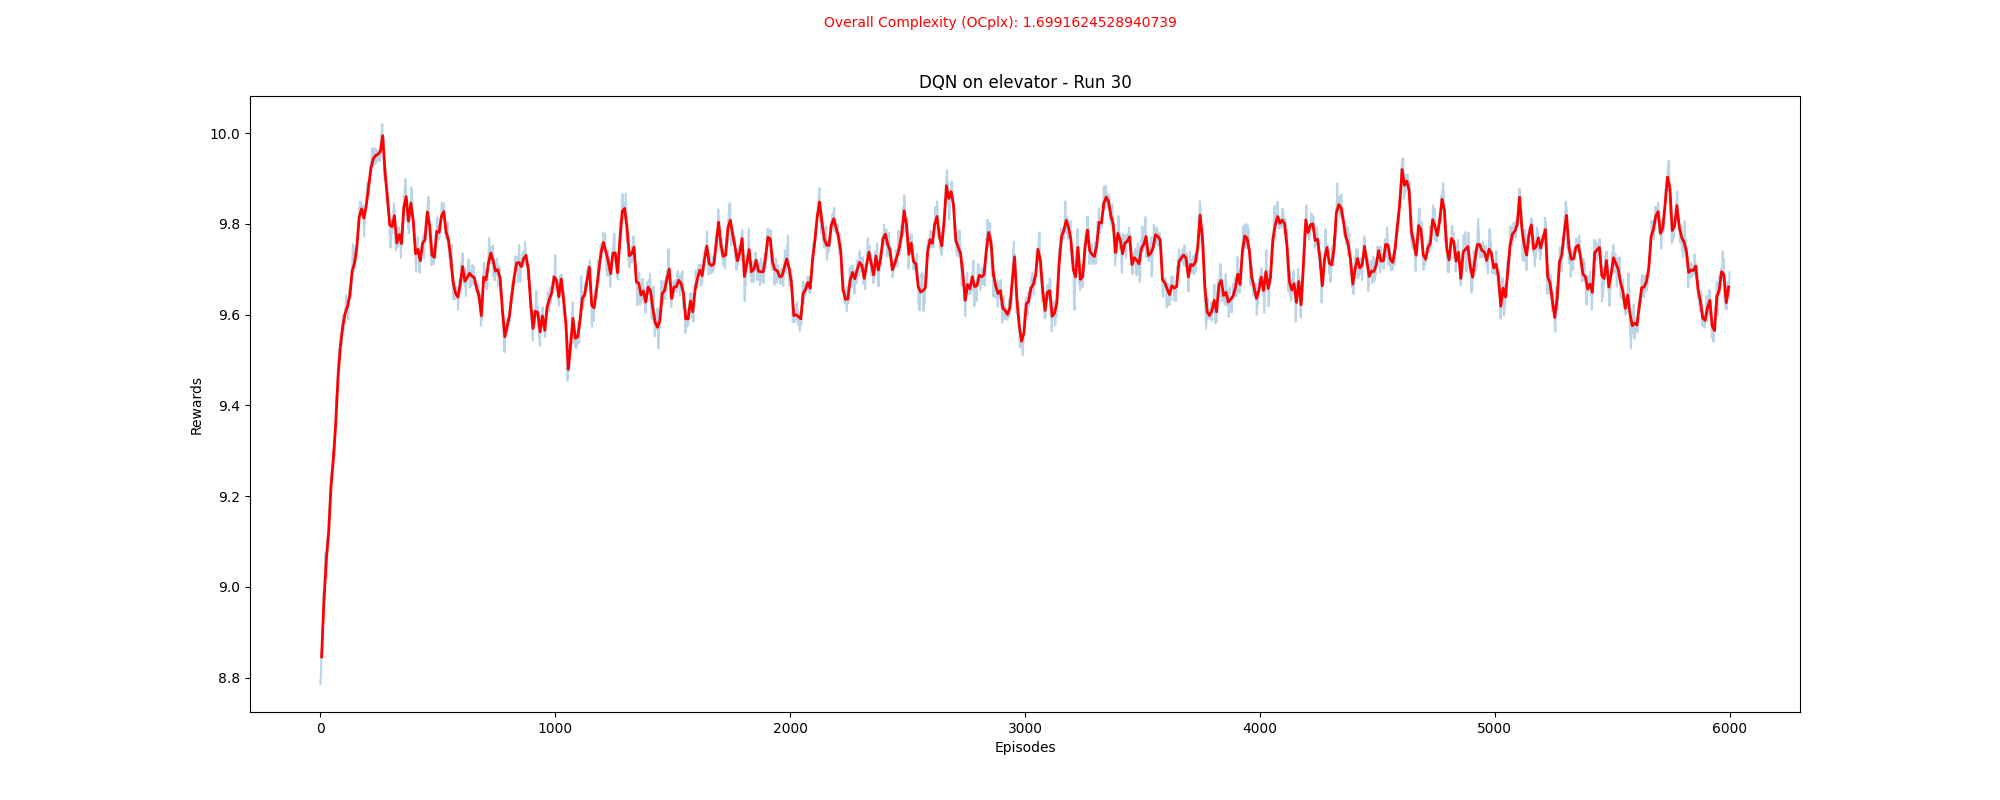 Overall Complexity (OCplx): 1.6991624528940739
DQN on elevator - Run 30
10.0
9.8
9.6
9.4
9.2
9.0
8.8
Rewards
0 1000 2000 3000 4000 5000 6000
Episodes